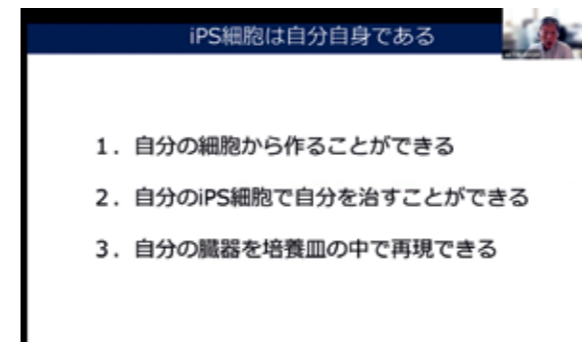 iPS細胞は自分自身である
1．自分の細胞から作ることができる
2．自分のiPS細胞で自分を治すことができる
3．自分の臓器を培養皿の中で再現できる